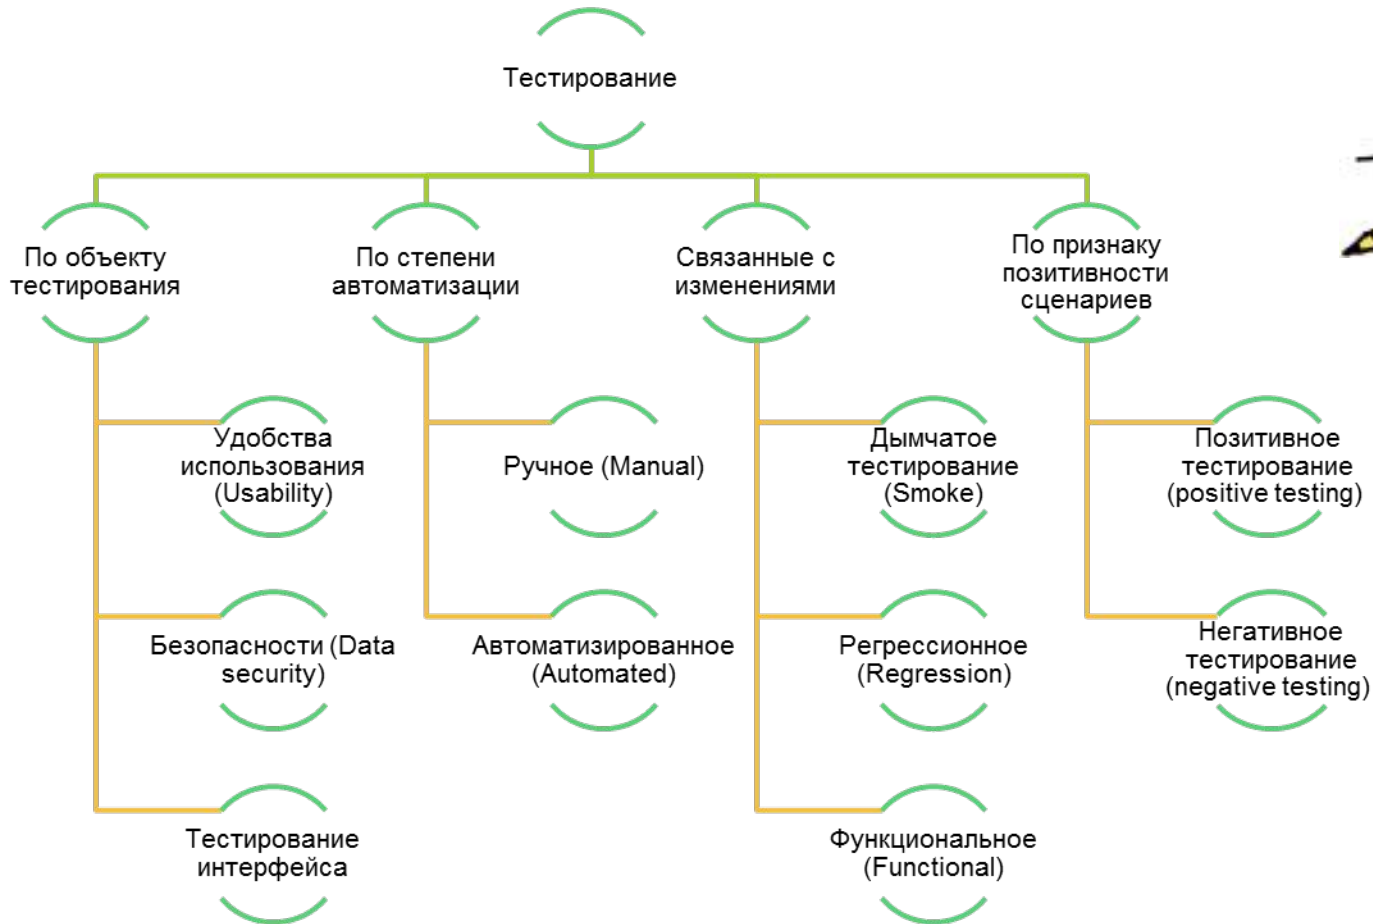 Тестирование
По объекту
тестирования
По степени
автоматизации
Связанные с
изменениями
По признаку
позитивности
сценариев
Удобства
использования
(Usability)
Ручное (Manual)
Дымчатое
тестирование
(Smoke)
Позитивное
тестирование
(positive testing)
Безопасности (Data
security)
Автоматизированное
(Automated)
Регрессионное
(Regression)
Негативное
тестирование
(negative testing)
Тестирование
интерфейса
Функциональное
(Functional)